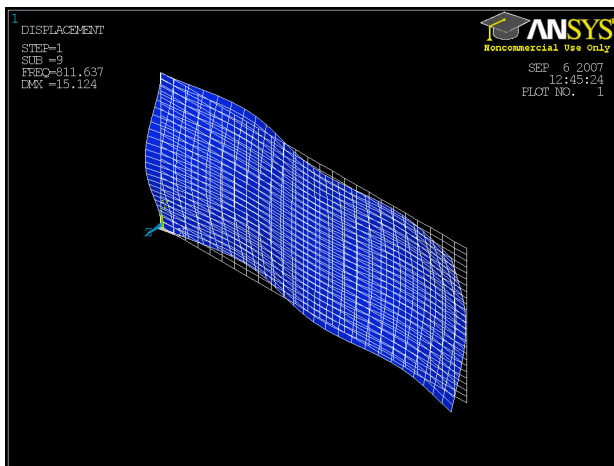 1
DISPLACEMENT
STEP=1
SUB =9
FREQ=811.637
DMX =15.124
ANSYS
Noncommercial Use Only
SEP 6 2007
12:45:24
PLOT NO. 1
Z